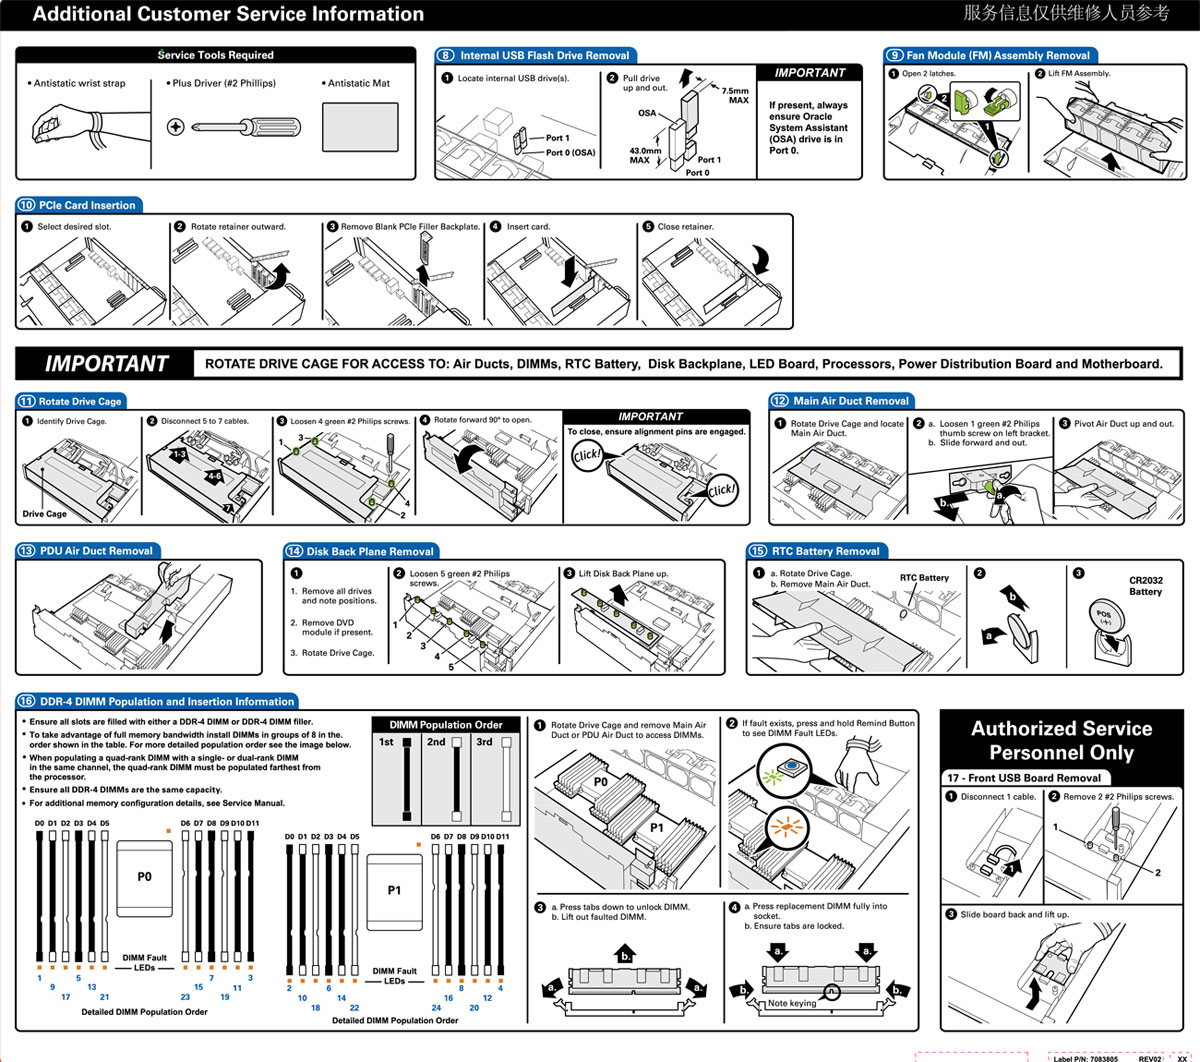 Additional Customer Service Information
服务信息仅供维修人员参考
Service Tools Required
• Antistatic wrist strap
• Plus Driver (#2 Phillips)
• Antistatic Mat
8 Internal USB Flash Drive Removal
1 Locate internal USB drive(s).
Port 1
Port 0 (OSA)
2 Pull drive
up and out.
7.5mm
MAX
OSA
43.0mm
MAX
Port 1
Port 0
IMPORTANT
If present, always
ensure Oracle
System Assistant
(OSA) drive is in
Port 0.
9 Fan Module (FM) Assembly Removal
1 Open 2 latches.
2
1
2 Lift FM Assembly.
10 PCIe Card Insertion
1 Select desired slot.
2 Rotate retainer outward.
3 Remove Blank PCIe Filler Backplate.
4 Insert card.
5 Close retainer.
IMPORTANT
ROTATE DRIVE CAGE FOR ACCESS TO: Air Ducts, DIMMs, RTC Battery, Disk Backplane, LED Board, Processors, Power Distribution Board and Motherboard.
11 Rotate Drive Cage
1 Identify Drive Cage.
Drive Cage
2 Disconnect 5 to 7 cables.
1-3
4-6
7
3 Loosen 4 green #2 Philips screws.
1
3
4
2
4 Rotate forward 90º to open.
IMPORTANT
To close, ensure alignment pins are engaged.
Click!
Click!
12 Main Air Duct Removal
1 Rotate Drive Cage and locate
Main Air Duct.
2 a. Loosen 1 green #2 Philips
thumb screw on left bracket.
b. Slide forward and out.
b.
a.
3 Pivot Air Duct up and out.
13 PDU Air Duct Removal
14 Disk Back Plane Removal
1
1. Remove all drives
and note positions.
2. Remove DVD
module if present.
3. Rotate Drive Cage.
2 Loosen 5 green #2 Philips
screws.
1
2
3
4
5
3 Lift Disk Back Plane up.
15 RTC Battery Removal
1 a. Rotate Drive Cage.
b. Remove Main Air Duct.
RTC Battery
2
b
a
3
CR2032
Battery
POS
(+)
16 DDR-4 DIMM Population and Insertion Information
• Ensure all slots are filled with either a DDR-4 DIMM or DDR-4 DIMM filler.
• To take advantage of full memory bandwidth install DIMMs in groups of 8 in the.
order shown in the table. For more detailed population order see the image below.
• When populating a quad-rank DIMM with a single- or dual-rank DIMM
in the same channel, the quad-rank DIMM must be populated farthest from
the processor.
• Ensure all DDR-4 DIMMs are the same capacity.
• For additional memory configuration details, see Service Manual.
DIMM Population Order
1st
2nd
3rd
D0 D1 D2 D3 D4 D5
D6 D7 D8 D9 D10 D11
P0
DIMM Fault
LEDs
1 9 17 5 13 21
23 15 7 19 11 3
Detailed DIMM Population Order
D0 D1 D2 D3 D4 D5
D6 D7 D8 D9 D10 D11
P1
DIMM Fault
LEDs
2 10 18 6 14 22
24 16 8 20 12 4
Detailed DIMM Population Order
1 Rotate Drive Cage and remove Main Air
Duct or PDU Air Duct to access DIMMs.
P0
P1
2 If fault exists, press and hold Remind Button
to see DIMM Fault LEDs.
3 a. Press tabs down to unlock DIMM.
b. Lift out faulted DIMM.
b.
a.
a.
4 a. Press replacement DIMM fully into
socket.
b. Ensure tabs are locked.
a.
a.
b.
b.
Note keying
Authorized Service
Personnel Only
17 - Front USB Board Removal
1 Disconnect 1 cable.
1
2 Remove 2 #2 Philips screws.
1
2
3 Slide board back and lift up.
Label P/N: 7083805
REV02
XX